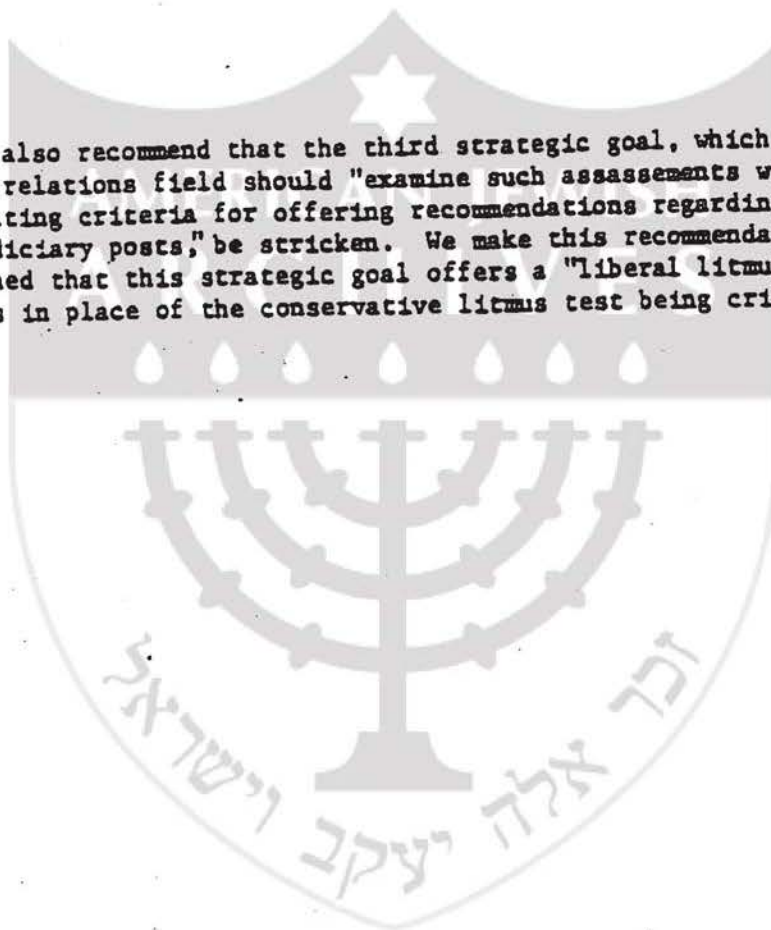 also recommend that the third strategic goal, which
relations field should "examine such assassements w
ting criteria for offering recommendations regardin
diciary posts," be stricken. We make this recommenda
ned that this strategic goal offers a "liberal litmu
s in place of the conservative litmus test being cri
AMERICAN JEWISH
ARCHIVES
זכר אלה יעקב וישראל